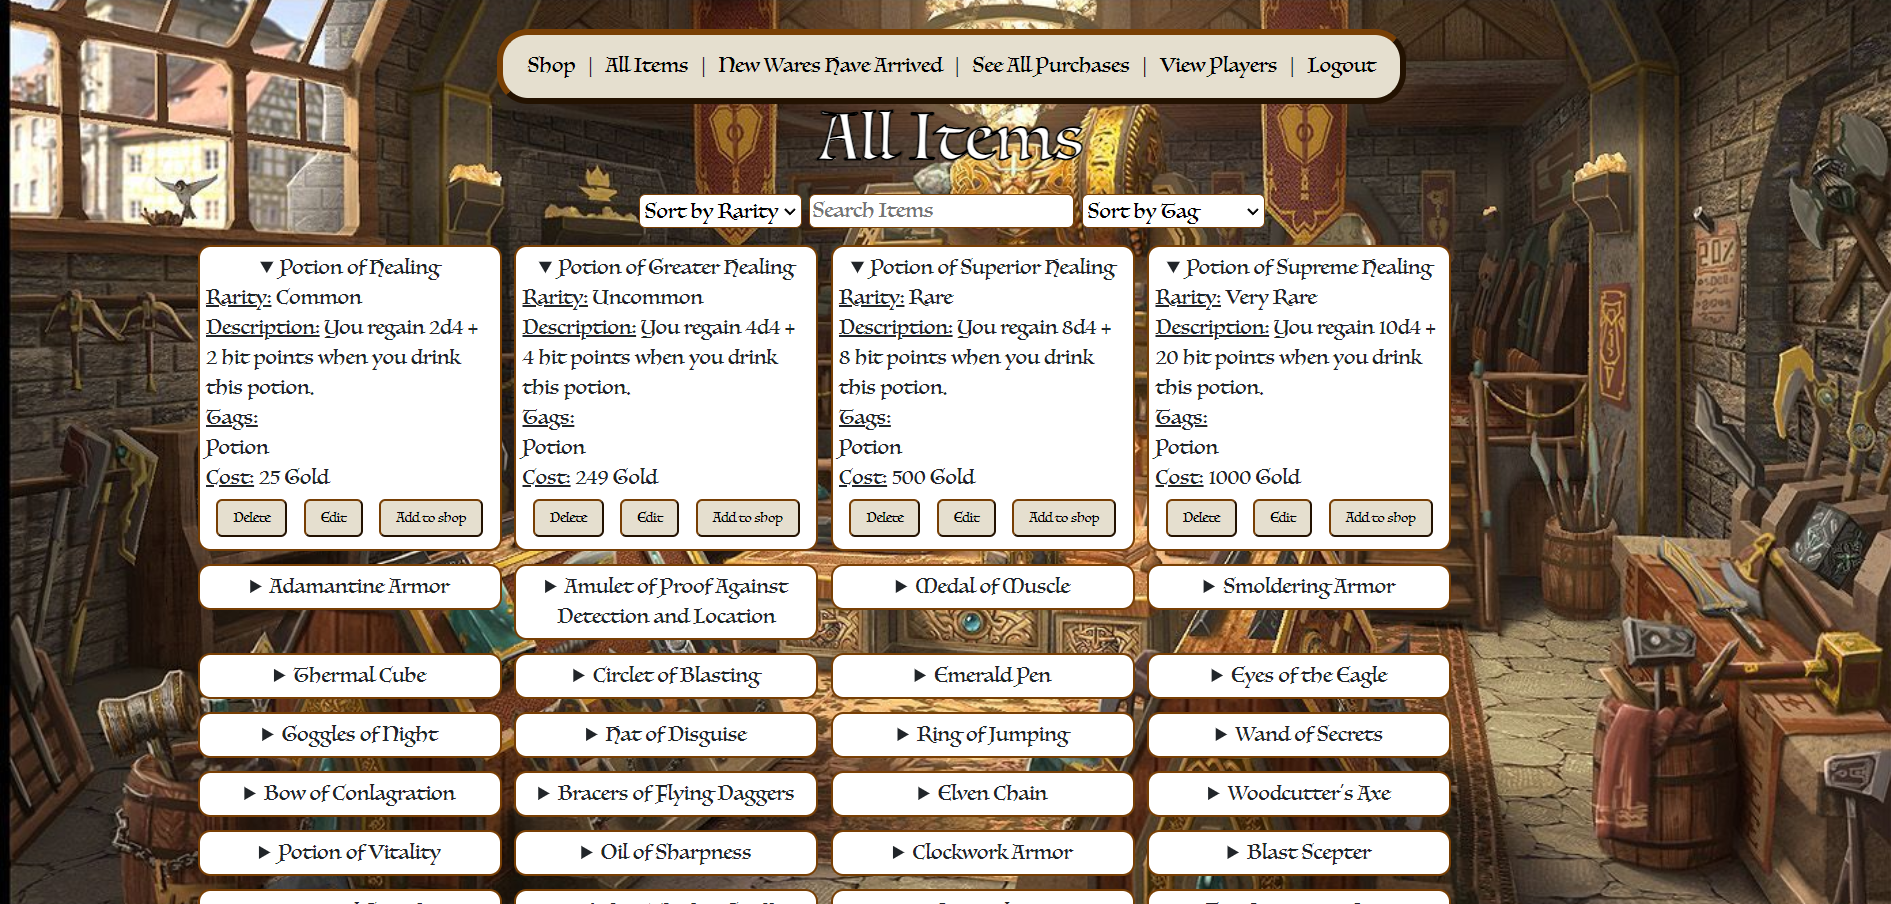 Shop | All Items | New Wares Have Arrived | See All Purchases | View Players | Logout
All Items
Sort by Rarity Search Items Sort by Tag
Potion of Healing
Rarity: Common
Description: You regain 2d4 +
2 hit points when you drink
this potion.
Tags:
Potion
Cost: 25 Gold
Delete Edit Add to shop
Potion of Greater Healing
Rarity: Uncommon
Description: You regain 4d4 +
4 hit points when you drink
this potion.
Tags:
Potion
Cost: 249 Gold
Delete Edit Add to shop
Potion of Superior Healing
Rarity: Rare
Description: You regain 8d4 +
8 hit points when you drink
this potion.
Tags:
Potion
Cost: 500 Gold
Delete Edit Add to shop
Potion of Supreme Healing
Rarity: Very Rare
Description: You regain 10d4 +
20 hit points when you drink
this potion.
Tags:
Potion
Cost: 1000 Gold
Delete Edit Add to shop
Adamantine Armor
Amulet of Proof Against
Detection and Location
Medal of Muscle
Smoldering Armor
Thermal Cube
Circlet of Blasting
Emerald Pen
Eyes of the Eagle
Goggles of Night
Hat of Disguise
Ring of Jumping
Wand of Secrets
Bow of Conlagration
Bracers of Flying Daggers
Elven Chain
Woodcutter's Axe
Potion of Vitality
Oil of Sharpness
Clockwork Armor
Blast Scepter
20%